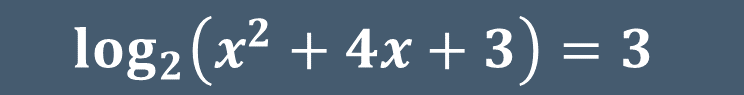 log₂(x² + 4x + 3) = 3